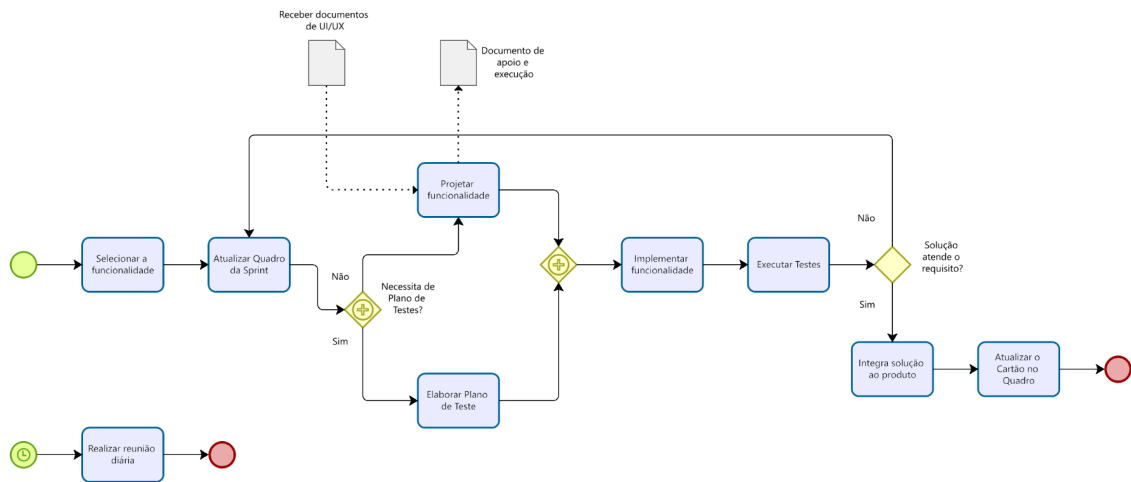 Receber documentos
de UI/UX
Documento de
apoio e
execução
Projetar
funcionalidade
Não
Solução
atende o
requisito?
Selecionar a
funcionalidade
Atualizar Quadro
da Sprint
Implementar
funcionalidade
Executar Testes
Não
Necessita de
Plano de
Testes?
Sim
Sim
Integra solução
ao produto
Atualizar o
Cartão no
Quadro
Elaborar Plano
de Teste
Realizar reunião
diária